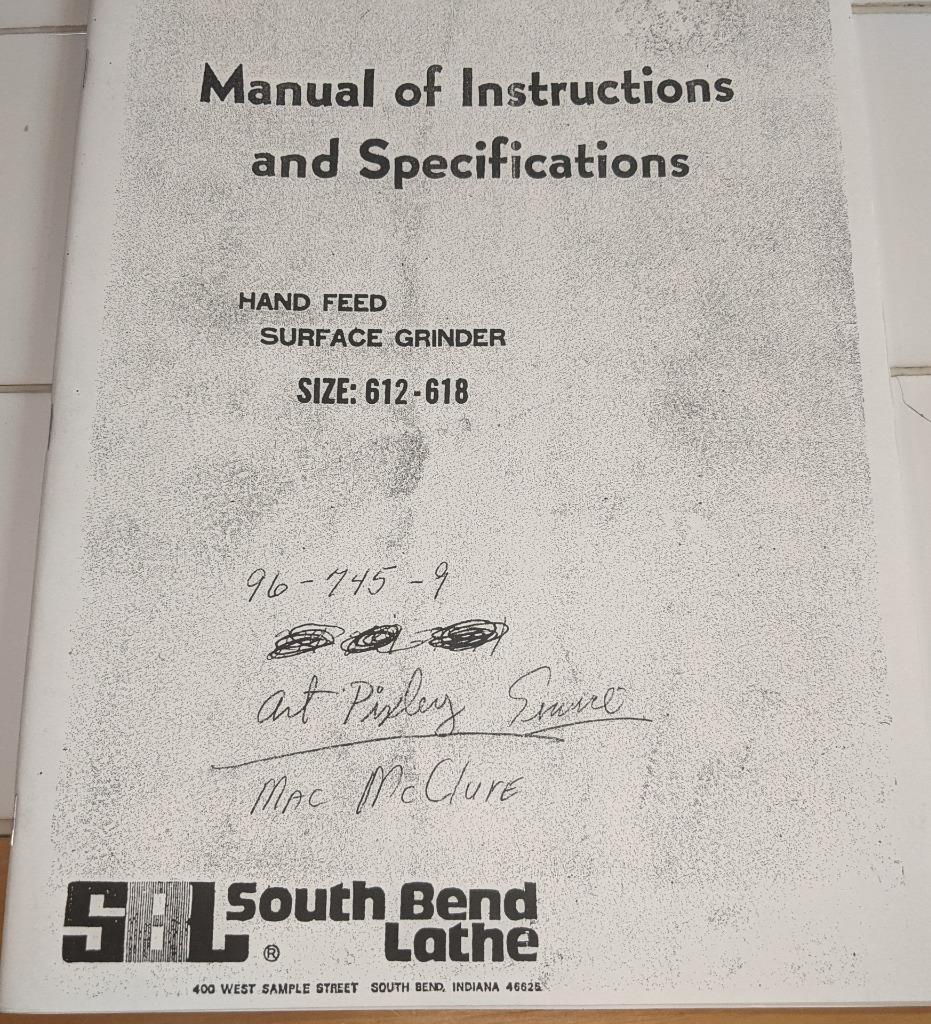 Manual of Instructions
and Specifications
HAND FEED
SURFACE GRINDER
SIZE: 612-618
96-745-9
Art Pixley Service
Mac McClure
SBL South Bend
® Lathe
400 WEST SAMPLE STREET SOUTH BEND, INDIANA 46625